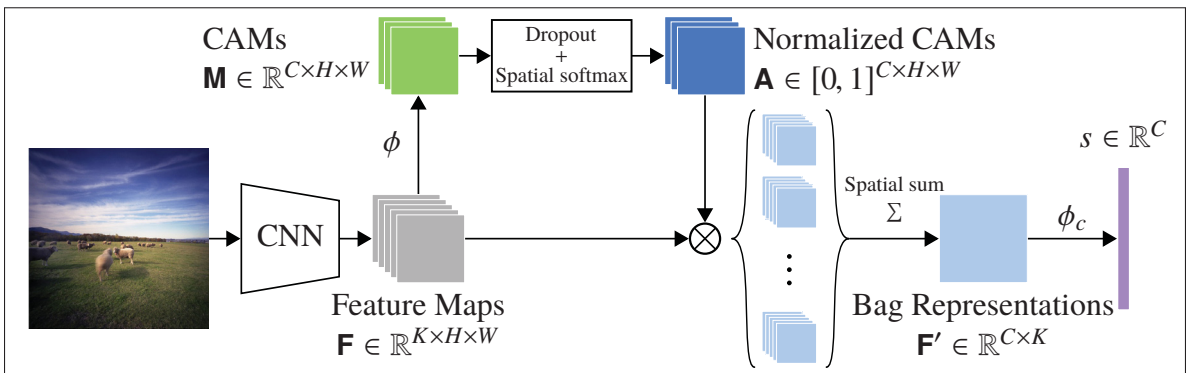 CAMs
M ∈ ℝ^{C×H×W}
Dropout
+
Spatial softmax
Normalized CAMs
A ∈ [0, 1]^{C×H×W}
ϕ
CNN
Feature Maps
F ∈ ℝ^{K×H×W}
Spatial sum
Σ
Bag Representations
F′ ∈ ℝ^{C×K}
ϕ_c
s ∈ ℝ^C